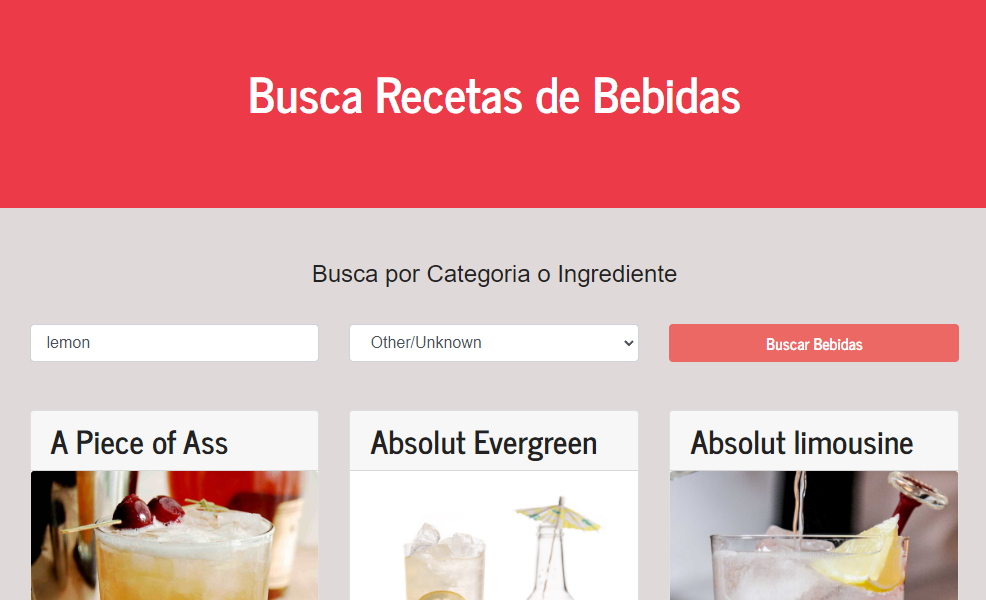 Busca Recetas de Bebidas
Busca por Categoria o Ingrediente
lemon
Other/Unknown
Buscar Bebidas
A Piece of Ass
Absolut Evergreen
Absolut limousine